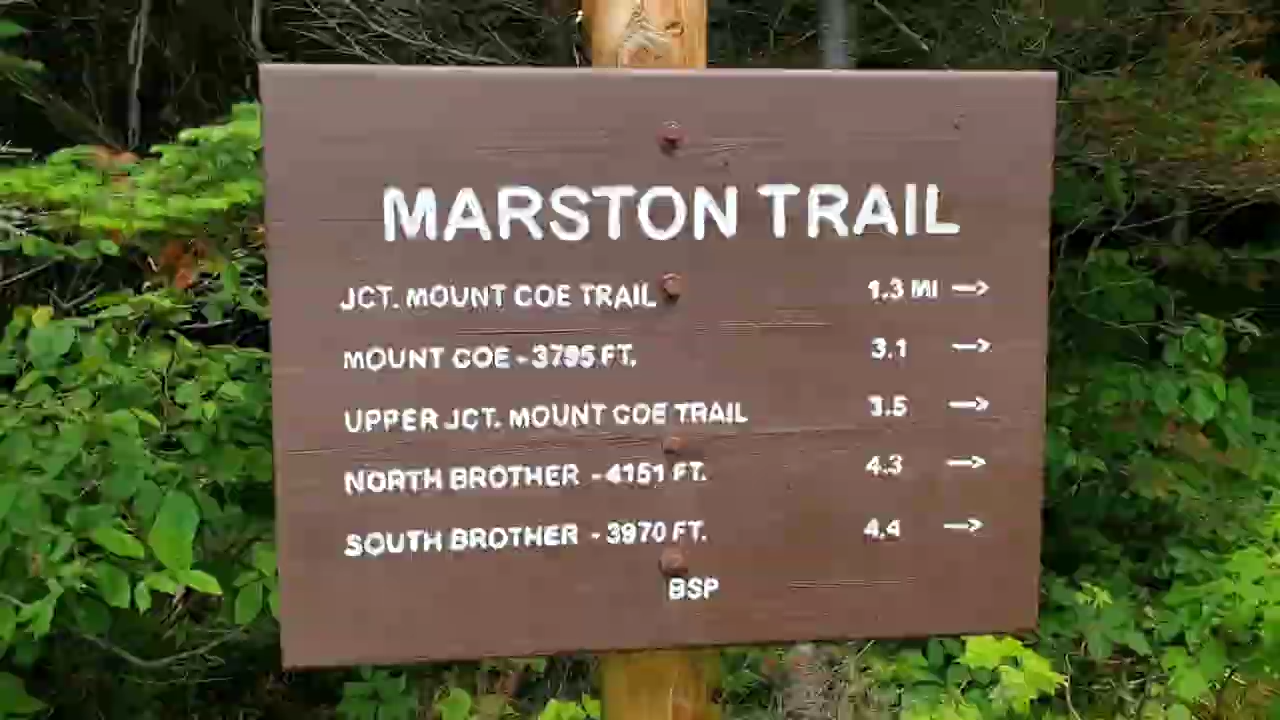 MARSTON TRAIL
JCT. MOUNT COE TRAIL 1.3 MI →
MOUNT COE - 3795 FT. 3.1 →
UPPER JCT. MOUNT COE TRAIL 3.5 →
NORTH BROTHER - 4151 FT. 4.3 →
SOUTH BROTHER - 3970 FT. 4.4 →
BSP